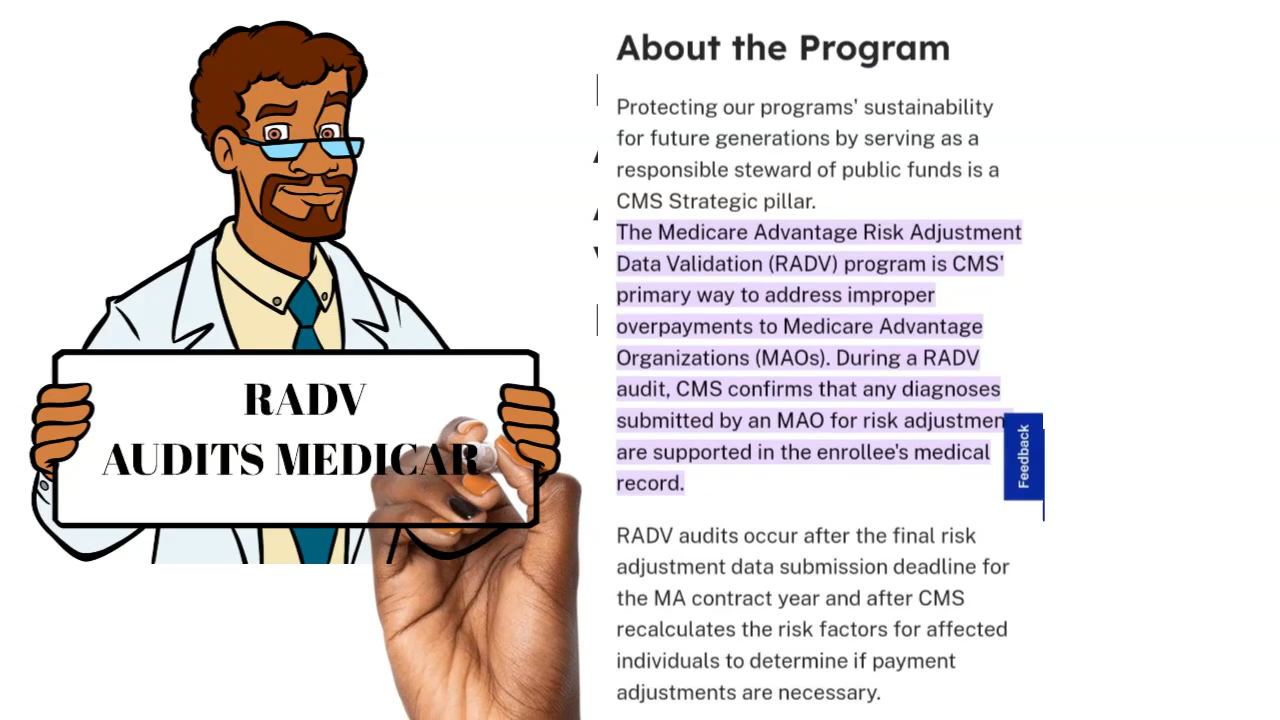 RADV
AUDITS MEDICAR
About the Program
Protecting our programs' sustainability
for future generations by serving as a
responsible steward of public funds is a
CMS Strategic pillar.
The Medicare Advantage Risk Adjustment
Data Validation (RADV) program is CMS'
primary way to address improper
overpayments to Medicare Advantage
Organizations (MAOs). During a RADV
audit, CMS confirms that any diagnoses
submitted by an MAO for risk adjustmen
are supported in the enrollee's medical
record.
Feedback
RADV audits occur after the final risk
adjustment data submission deadline for
the MA contract year and after CMS
recalculates the risk factors for affected
individuals to determine if payment
adjustments are necessary.